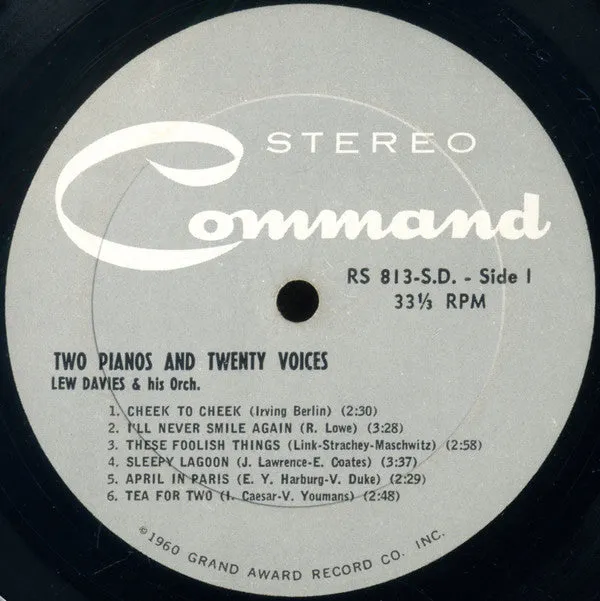 STEREO
Command
RS 813-S.D. - Side 1
33⅓ RPM
TWO PIANOS AND TWENTY VOICES
LEW DAVIES & his Orch.
1. CHEEK TO CHEEK (Irving Berlin) (2:30)
2. I'LL NEVER SMILE AGAIN (R. Lowe) (3:28)
3. THESE FOOLISH THINGS (Link-Strachey-Maschwitz) (2:58)
4. SLEEPY LAGOON (J. Lawrence-E. Coates) (3:37)
5. APRIL IN PARIS (E. Y. Harburg-V. Duke) (2:29)
6. TEA FOR TWO (I. Caesar-V. Youmans) (2:48)
©1960 GRAND AWARD RECORD CO. INC.